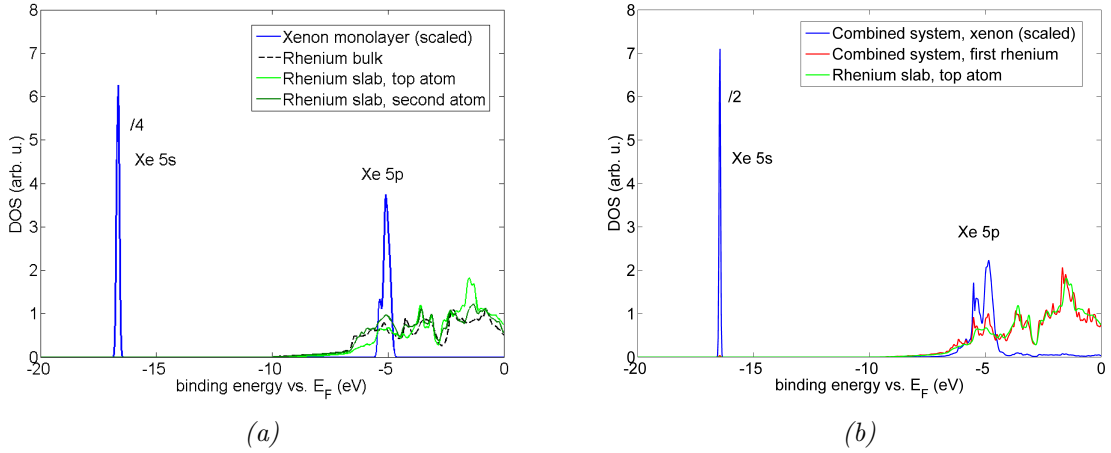 8
7
6
5
4
3
2
1
0
-20
-15
-10
-5
0
DOS (arb. u.)
binding energy vs. E_F (eV)
Xenon monolayer (scaled)
Rhenium bulk
Rhenium slab, top atom
Rhenium slab, second atom
/4
Xe 5s
Xe 5p
(a)
8
7
6
5
4
3
2
1
0
-20
-15
-10
-5
0
DOS (arb. u.)
binding energy vs. E_F (eV)
Combined system, xenon (scaled)
Combined system, first rhenium
Rhenium slab, top atom
/2
Xe 5s
Xe 5p
(b)